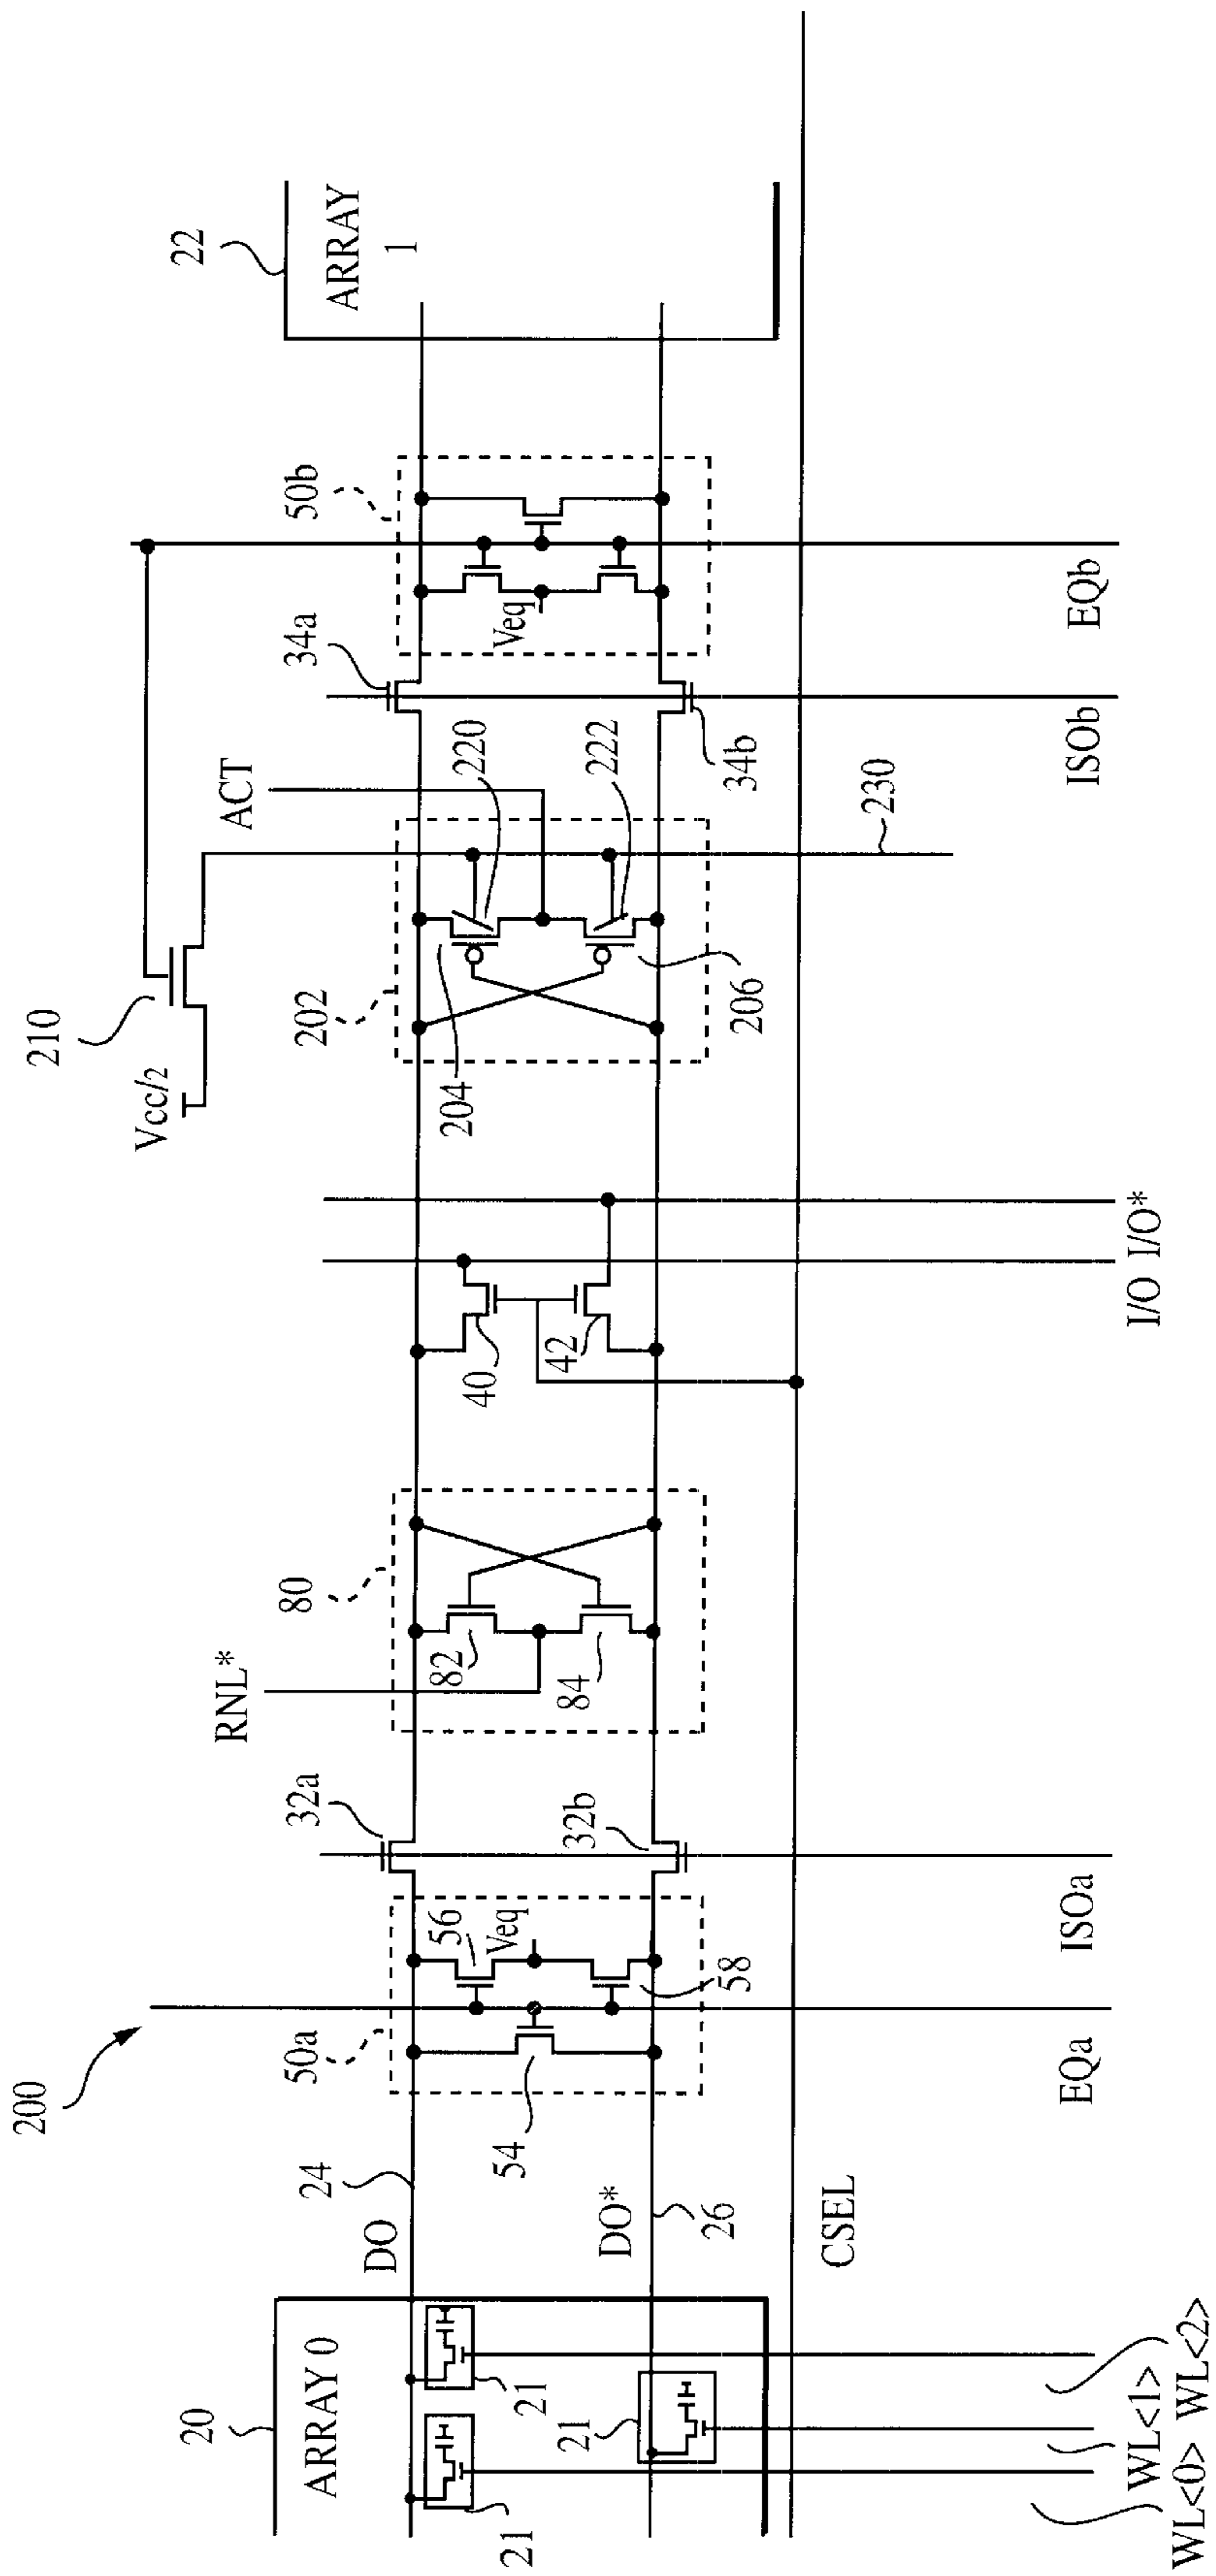 200
210
Vcc/2
ACT
RNL*
20
ARRAY 0
DO
24
50a
32a
80
202
34a
50b
22
ARRAY
1
21
21
21
54
56
Veq
58
32b
82
84
40
42
204
206
220
222
34b
Veq
DO*
26
CSEL
230
WL<0>
WL<1>
WL<2>
EQa
ISOa
I/O
I/O*
ISOb
EQb